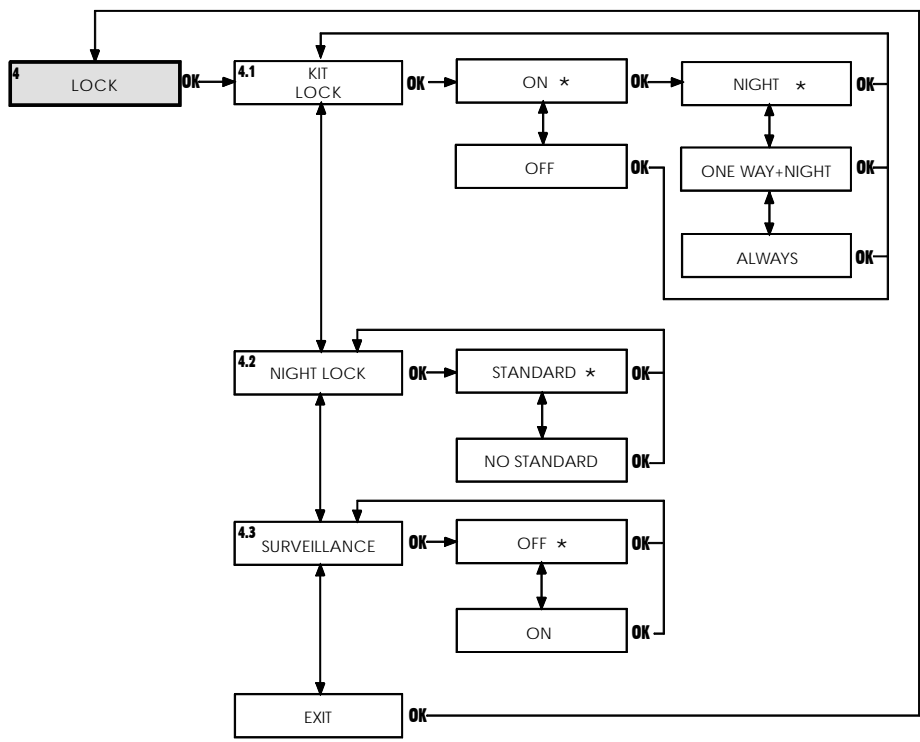 4
LOCK
OK
4.1
KIT
LOCK
OK
ON *
OK
NIGHT *
OK
OFF
OK
ONE WAY+NIGHT
OK
ALWAYS
OK
4.2
NIGHT LOCK
OK
STANDARD *
OK
NO STANDARD
OK
4.3
SURVEILLANCE
OK
OFF *
OK
ON
OK
EXIT
OK